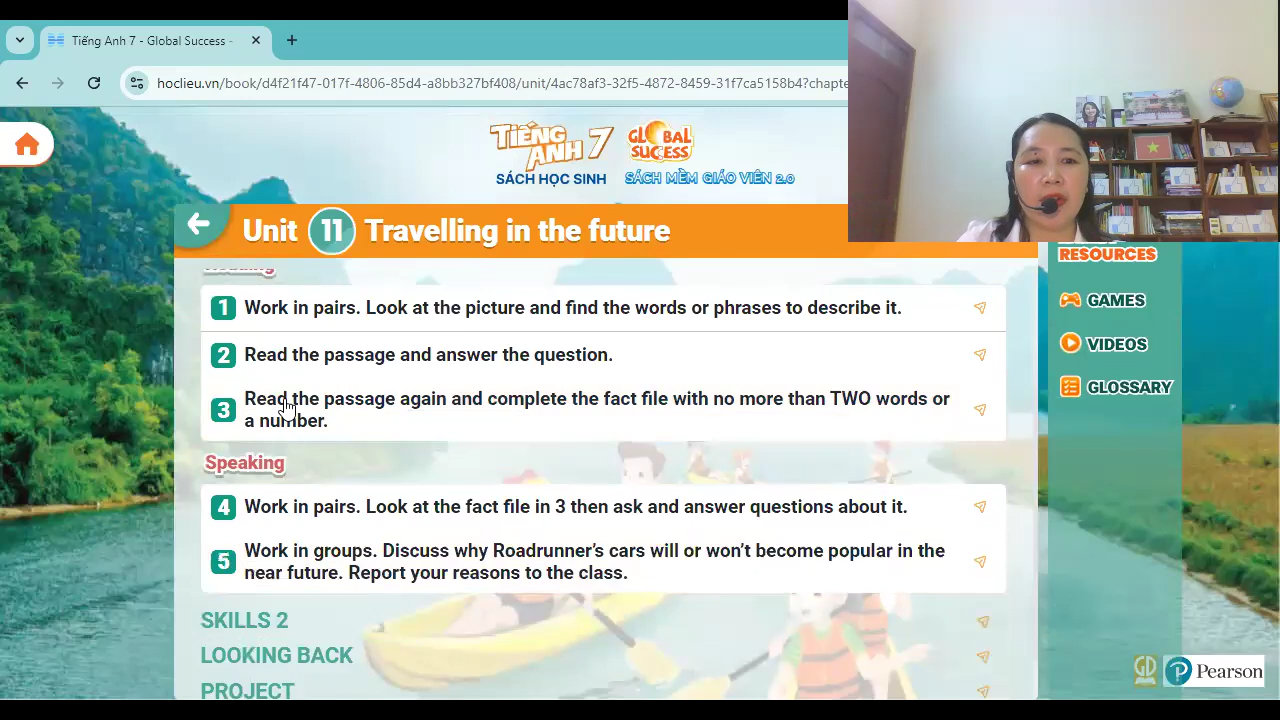 Tiếng Anh 7 - Global Success -
hoclieu.vn/book/d4f21f47-017f-4806-85d4-a8bb327bf408/unit/4ac78af3-32f5-4872-8459-31f7ca5158b4?chapte
TIẾNG ANH 7
GLOBAL SUCCESS
SÁCH HỌC SINH
SÁCH MỀM GIÁO VIÊN 2.0
Unit 11 Travelling in the future
RESOURCES
GAMES
VIDEOS
GLOSSARY
1 Work in pairs. Look at the picture and find the words or phrases to describe it.
2 Read the passage and answer the question.
3 Read the passage again and complete the fact file with no more than TWO words or
a number.
Speaking
4 Work in pairs. Look at the fact file in 3 then ask and answer questions about it.
5 Work in groups. Discuss why Roadrunner's cars will or won't become popular in the
near future. Report your reasons to the class.
SKILLS 2
LOOKING BACK
PROJECT
Pearson